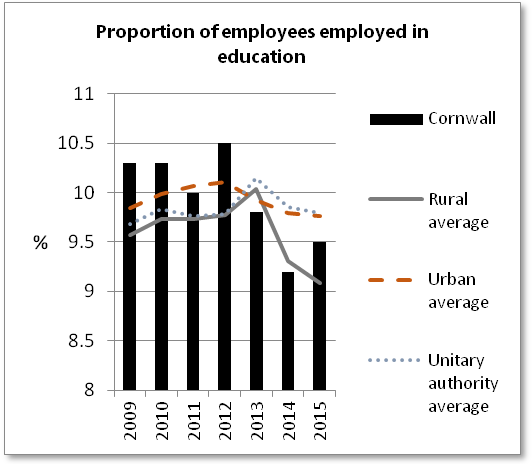 Proportion of employees employed in
education
11
10.5
10
9.5
9
8.5
8
%
2009
2010
2011
2012
2013
2014
2015
Cornwall
Rural
average
Urban
average
Unitary
authority
average